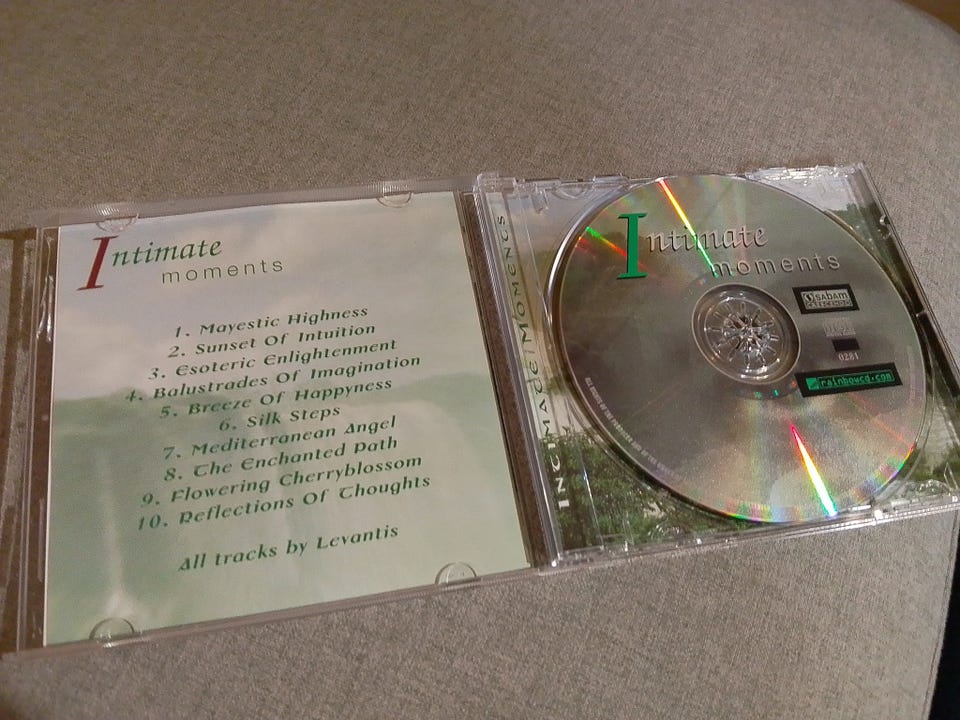 Intimate
moments
1. Mayestic Highness
2. Sunset Of Intuition
3. Esoteric Enlightenment
4. Balustrades Of Imagination
5. Breeze Of Happyness
6. Silk Steps
7. Mediterranean Angel
8. The Enchanted Path
9. Flowering Cherryblossom
10. Reflections Of Thoughts
All tracks by Levantis
Intimate
moments
sabam
0281
rainbowcd.com